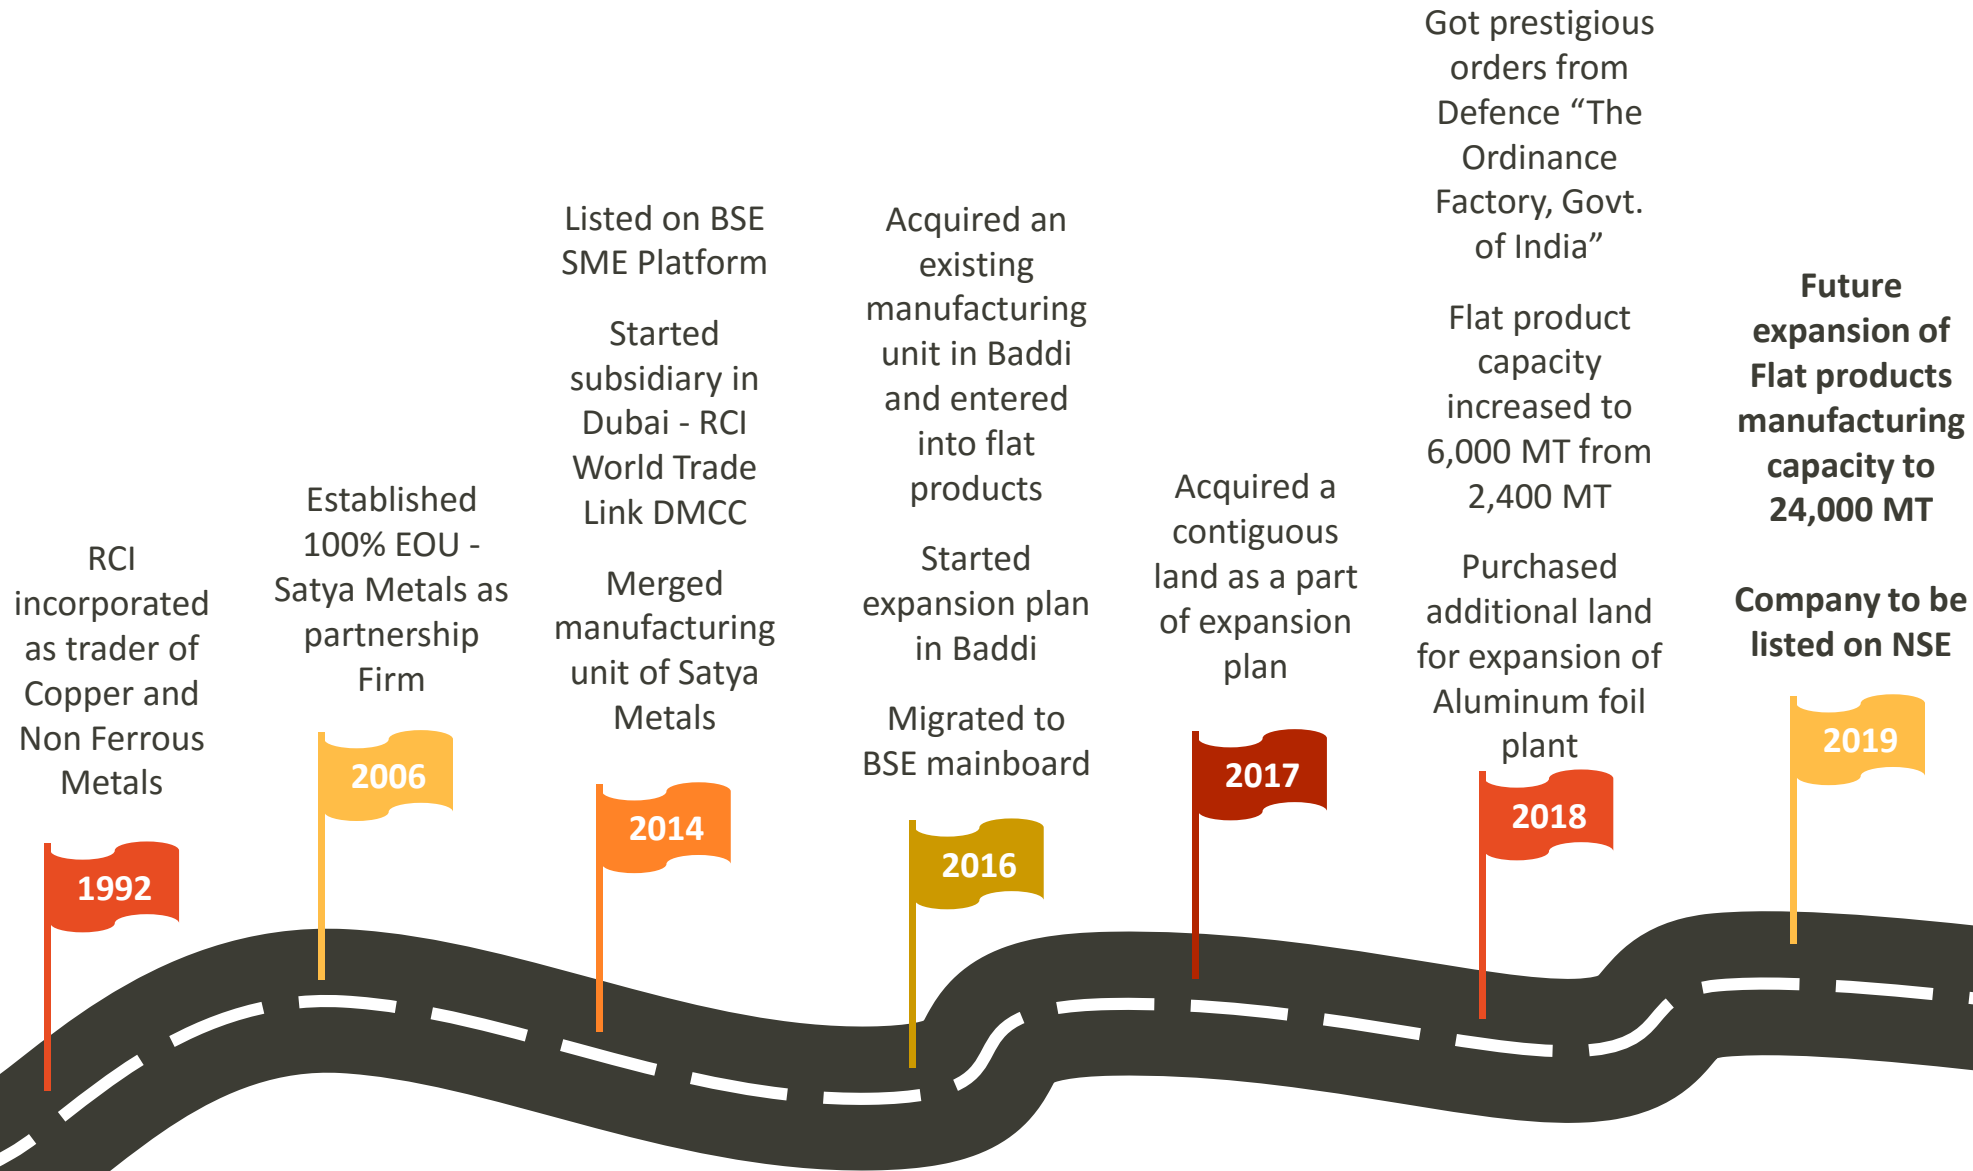 RCI
incorporated
as trader of
Copper and
Non Ferrous
Metals
1992
Established
100% EOU -
Satya Metals as
partnership
Firm
2006
Listed on BSE
SME Platform
Started
subsidiary in
Dubai - RCI
World Trade
Link DMCC
Merged
manufacturing
unit of Satya
Metals
2014
Acquired an
existing
manufacturing
unit in Baddi
and entered
into flat
products
Started
expansion plan
in Baddi
Migrated to
BSE mainboard
2016
Acquired a
contiguous
land as a part
of expansion
plan
2017
Got prestigious
orders from
Defence “The
Ordinance
Factory, Govt.
of India”
Flat product
capacity
increased to
6,000 MT from
2,400 MT
Purchased
additional land
for expansion of
Aluminum foil
plant
2018
Future
expansion of
Flat products
manufacturing
capacity to
24,000 MT
Company to be
listed on NSE
2019